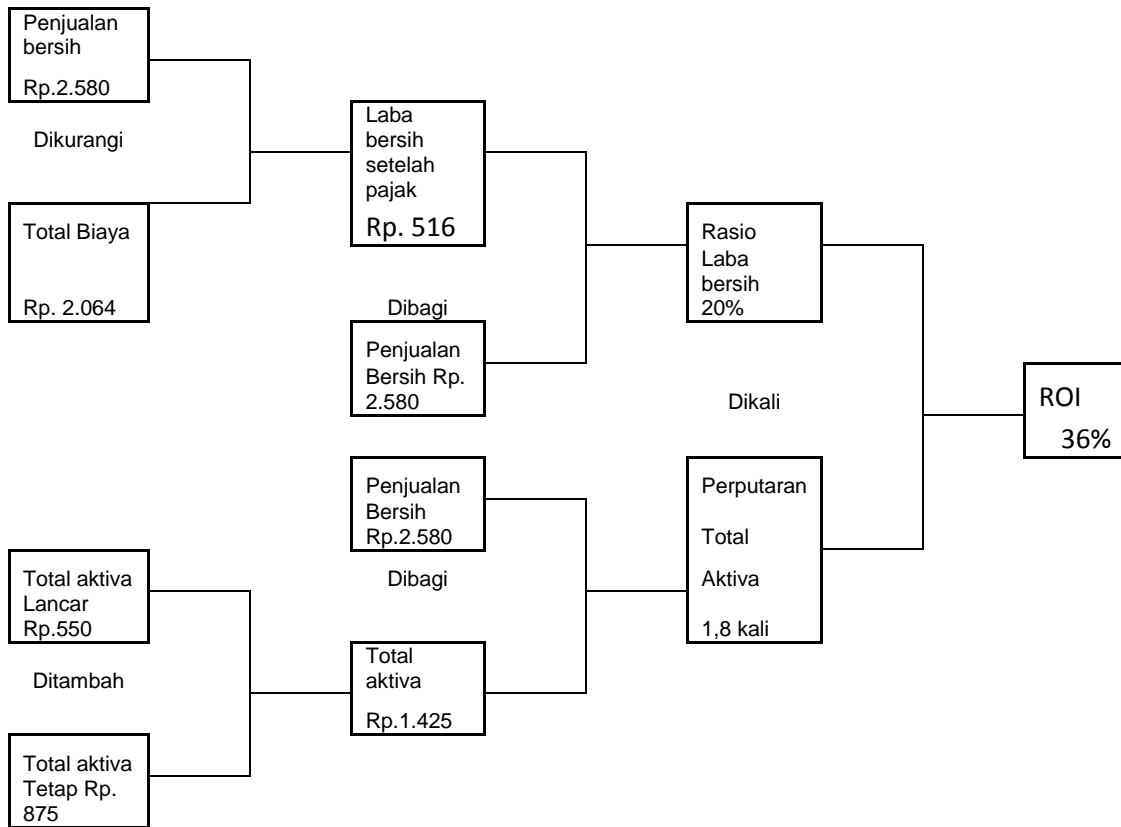 Penjualan
bersih
Rp.2.580
Dikurangi
Total Biaya
Rp. 2.064
Laba
bersih
setelah
pajak
Rp. 516
Dibagi
Penjualan
Bersih Rp.
2.580
Rasio
Laba
bersih
20%
Dikali
ROI
36%
Penjualan
Bersih
Rp.2.580
Dibagi
Total
aktiva
Rp.1.425
Perputaran
Total
Aktiva
1,8 kali
Total aktiva
Lancar
Rp.550
Ditambah
Total aktiva
Tetap Rp.
875